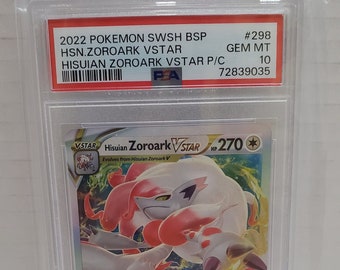 2022 POKEMON SWSH BSP #298
HSN.ZOROARK VSTAR GEM MT
HISUIAN ZOROARK VSTAR P/C 10
PSA 72839035
VSTAR Hisuian Zoroark VSTAR HP 270
Evolves from Hisuian Zoroark V